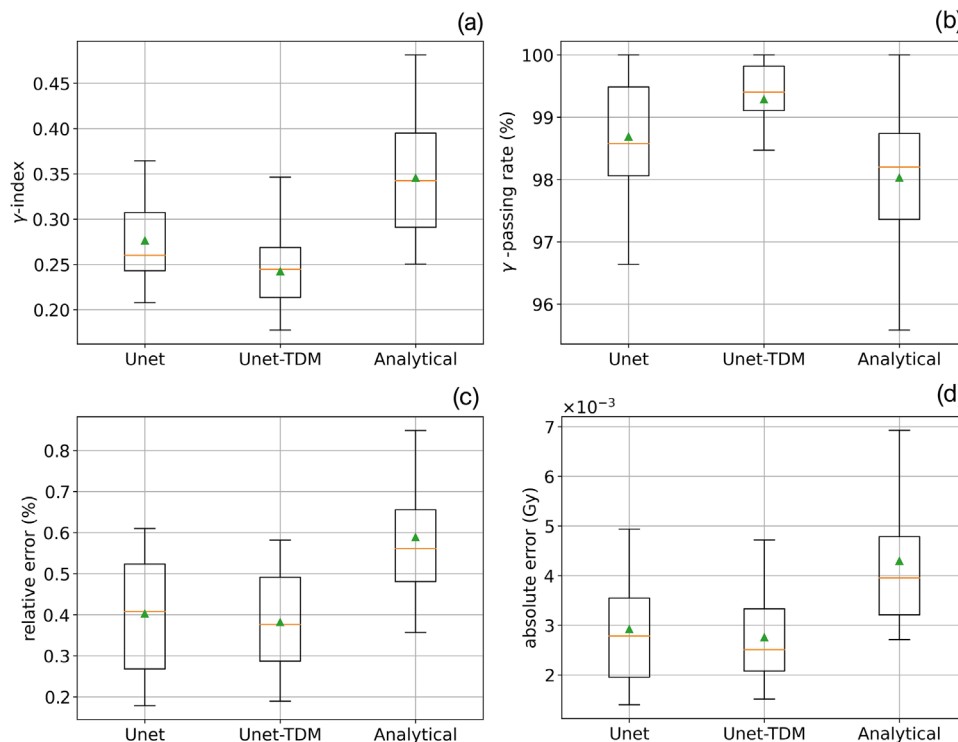 (a)
γ-index
0.45
0.40
0.35
0.30
0.25
0.20
Unet
Unet-TDM
Analytical
(b)
γ -passing rate (%)
100
99
98
97
96
Unet
Unet-TDM
Analytical
(c)
relative error (%)
0.8
0.7
0.6
0.5
0.4
0.3
0.2
Unet
Unet-TDM
Analytical
(d
×10⁻³
absolute error (Gy)
7
6
5
4
3
2
Unet
Unet-TDM
Analytical